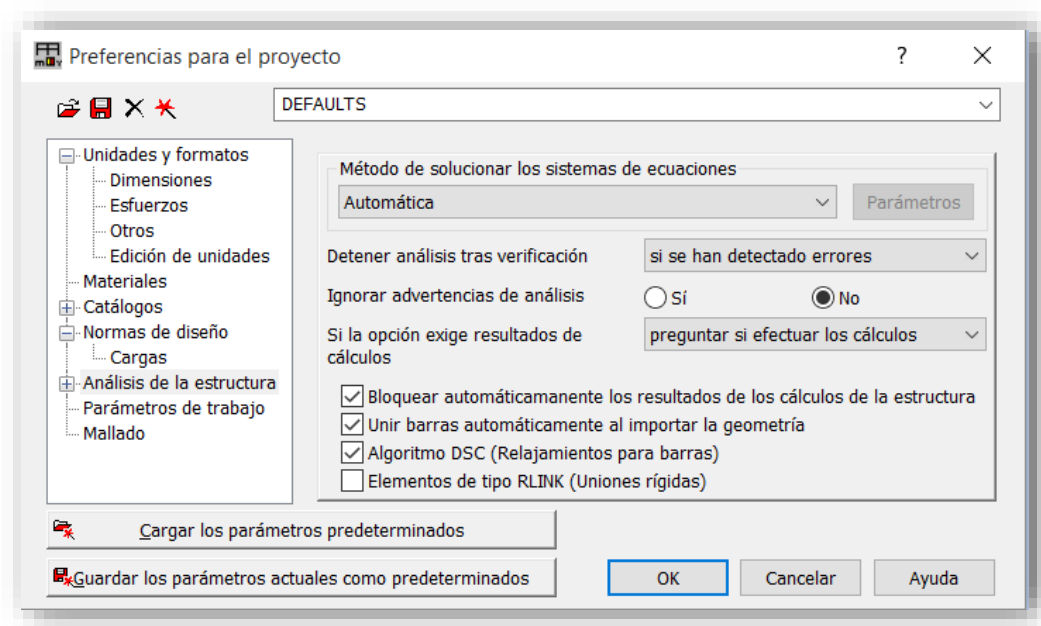 Preferencias para el proyecto
?
DEFAULTS
Unidades y formatos
Dimensiones
Esfuerzos
Otros
Edición de unidades
Materiales
Catálogos
Normas de diseño
Cargas
Análisis de la estructura
Parámetros de trabajo
Mallado
Método de solucionar los sistemas de ecuaciones
Automática
Parámetros
Detener análisis tras verificación
si se han detectado errores
Ignorar advertencias de análisis
Sí
No
Si la opción exige resultados de
cálculos
preguntar si efectuar los cálculos
Bloquear automáticamanente los resultados de los cálculos de la estructura
Unir barras automáticamente al importar la geometría
Algoritmo DSC (Relajamientos para barras)
Elementos de tipo RLINK (Uniones rígidas)
Cargar los parámetros predeterminados
Guardar los parámetros actuales como predeterminados
OK
Cancelar
Ayuda